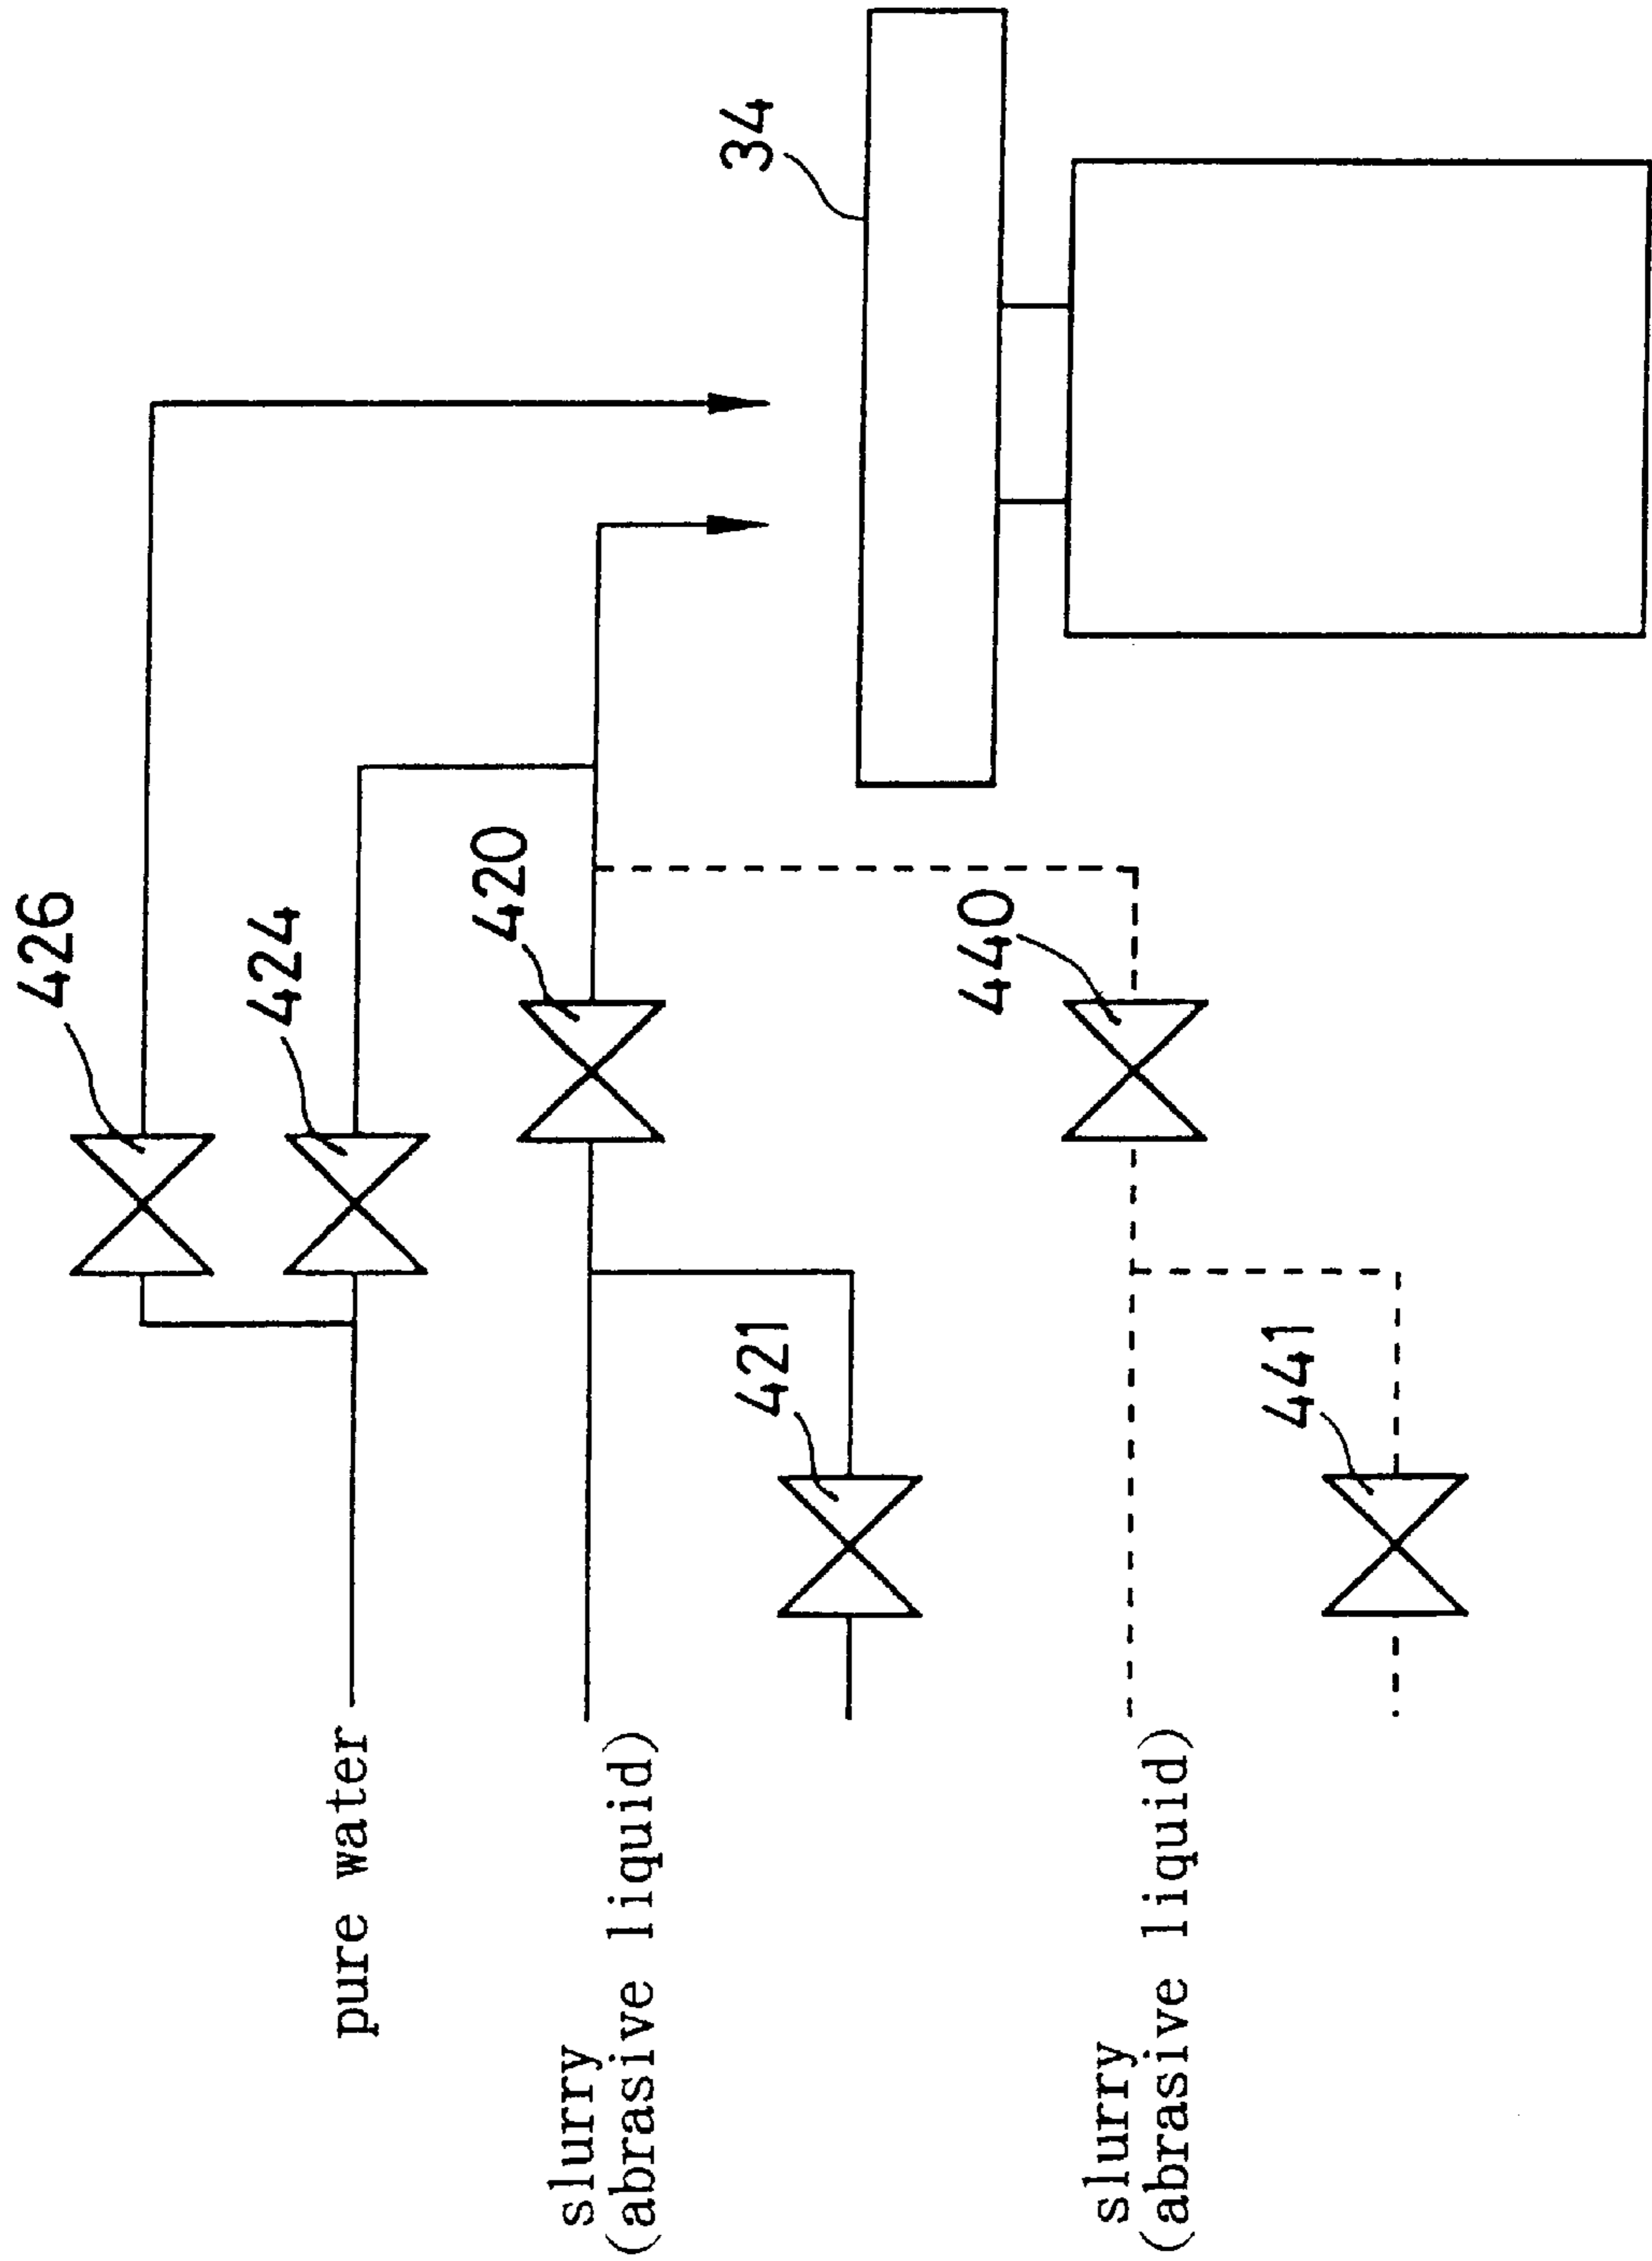 426
424
420
34
pure water
slurry
(abrasive liquid)
421
440
slurry
(abrasive liquid)
441